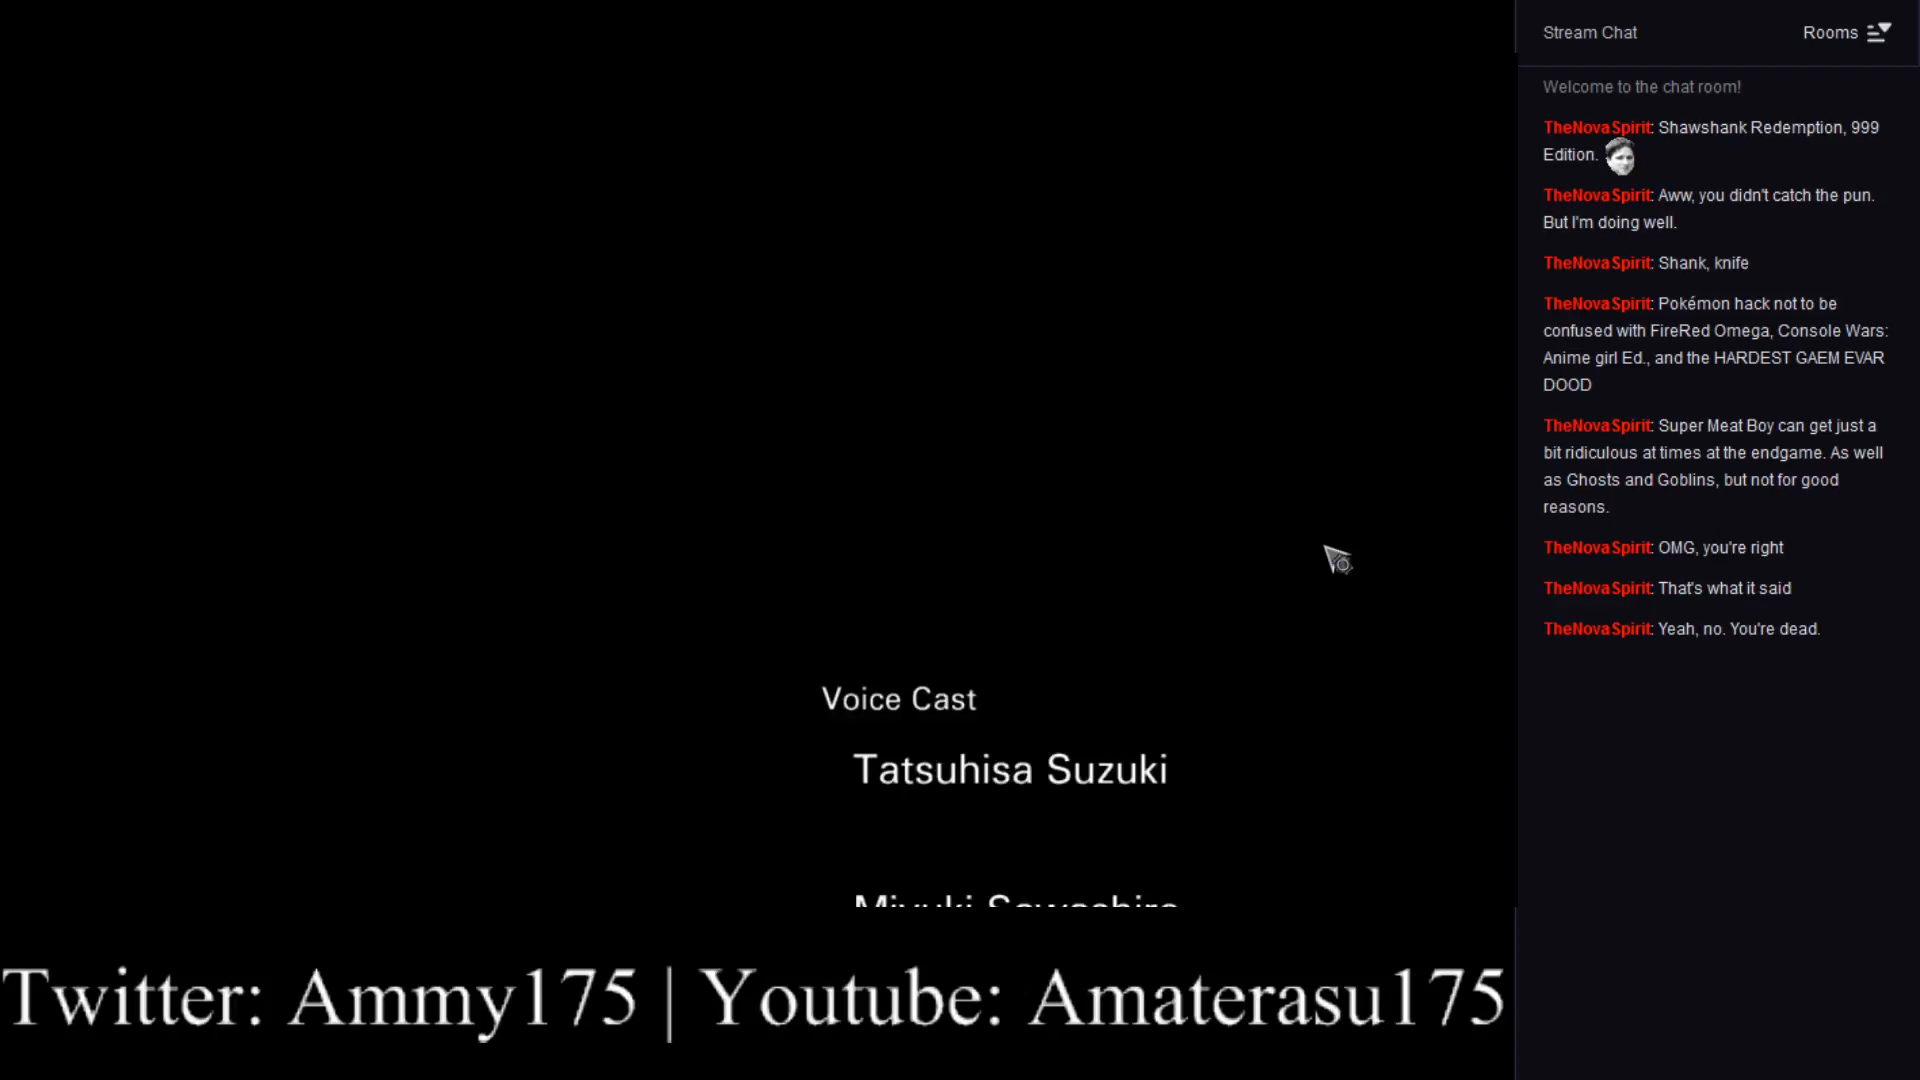 Stream Chat
Rooms
Welcome to the chat room!
TheNovaSpirit: Shawshank Redemption, 999
Edition.
TheNovaSpirit: Aww, you didn't catch the pun.
But I'm doing well.
TheNovaSpirit: Shank, knife
TheNovaSpirit: Pokémon hack not to be
confused with FireRed Omega, Console Wars:
Anime girl Ed., and the HARDEST GAEM EVAR
DOOD
TheNovaSpirit: Super Meat Boy can get just a
bit ridiculous at times at the endgame. As well
as Ghosts and Goblins, but not for good
reasons.
TheNovaSpirit: OMG, you're right
TheNovaSpirit: That's what it said
TheNovaSpirit: Yeah, no. You're dead.
Voice Cast
Tatsuhisa Suzuki
Miyuki Sawashiro
Twitter: Ammy175 | Youtube: Amaterasu175